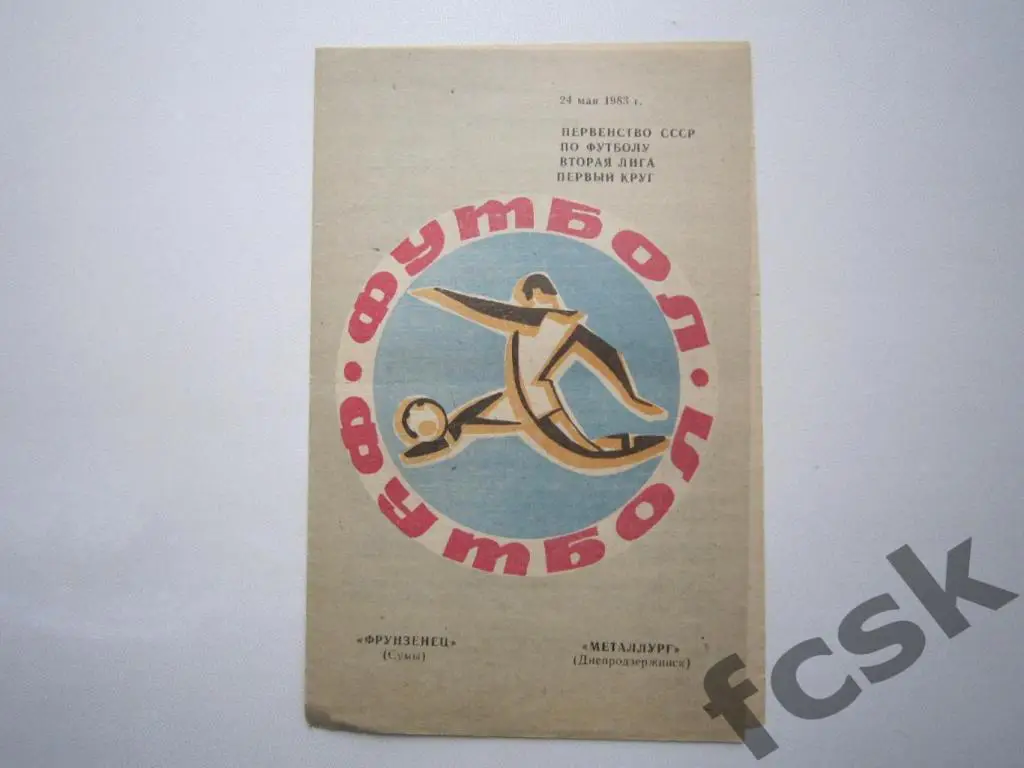 24 мая 1983 г.
ПЕРВЕНСТВО СССР
ПО ФУТБОЛУ
ВТОРАЯ ЛИГА
ПЕРВЫЙ КРУГ
ФУТБОЛ · ФУТБОЛ ·
«ФРУНЗЕНЕЦ»
(Сумы)
«МЕТАЛЛУРГ»
(Днепродзержинск)
fcsk